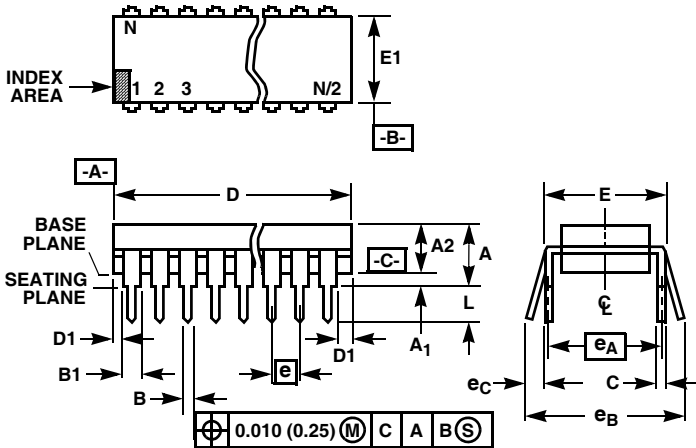 N
E1
INDEX
AREA
1 2 3 N/2
-B-
-A-
D
E
BASE
PLANE
A2
A
-C-
SEATING
PLANE
L
C L
D1
D1
A1
eA
B1
e
eC
C
B
eB
0.010 (0.25) M C A B S